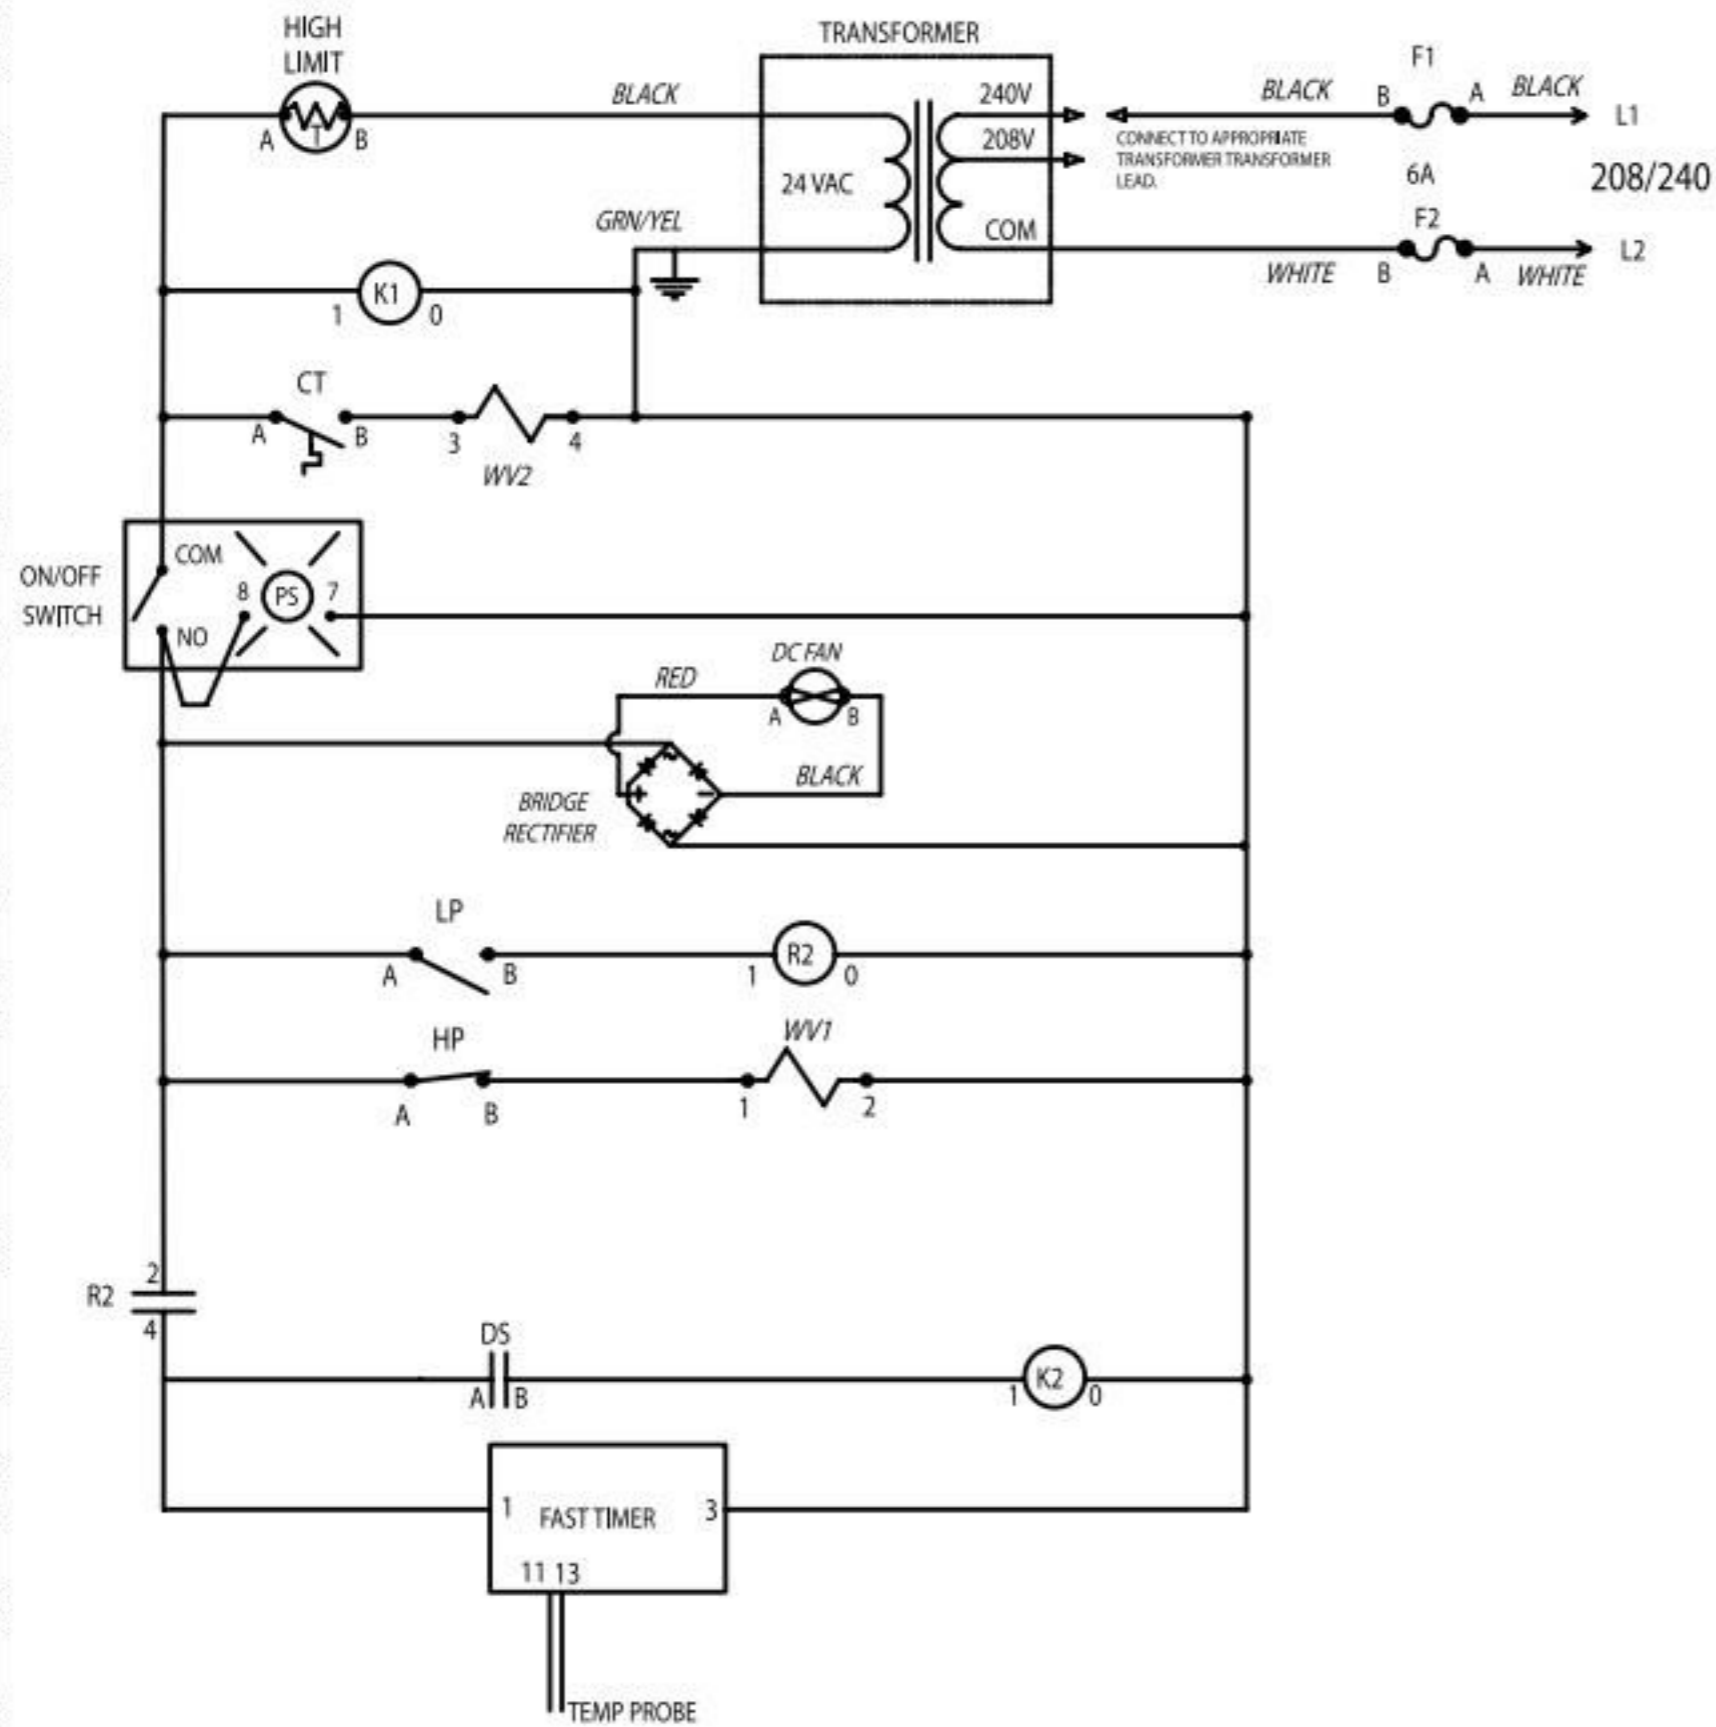 HIGH
LIMIT
T
A
B
BLACK
TRANSFORMER
240V
208V
24 VAC
COM
CONNECT TO APPROPRIATE
TRANSFORMER TRANSFORMER
LEAD.
BLACK
F1
B
A
BLACK
L1
6A
208/240
F2
L2
WHITE
B
A
WHITE
GRN/YEL
K1
1
0
CT
A
B
3
4
WV2
ON/OFF
SWITCH
COM
NO
8
PS
7
DC FAN
RED
A
B
BLACK
BRIDGE
RECTIFIER
~
+
−
~
LP
A
B
1
R2
0
HP
A
B
WV1
1
2
R2
2
4
DS
A
B
1
K2
0
1
FAST TIMER
3
11 13
TEMP PROBE